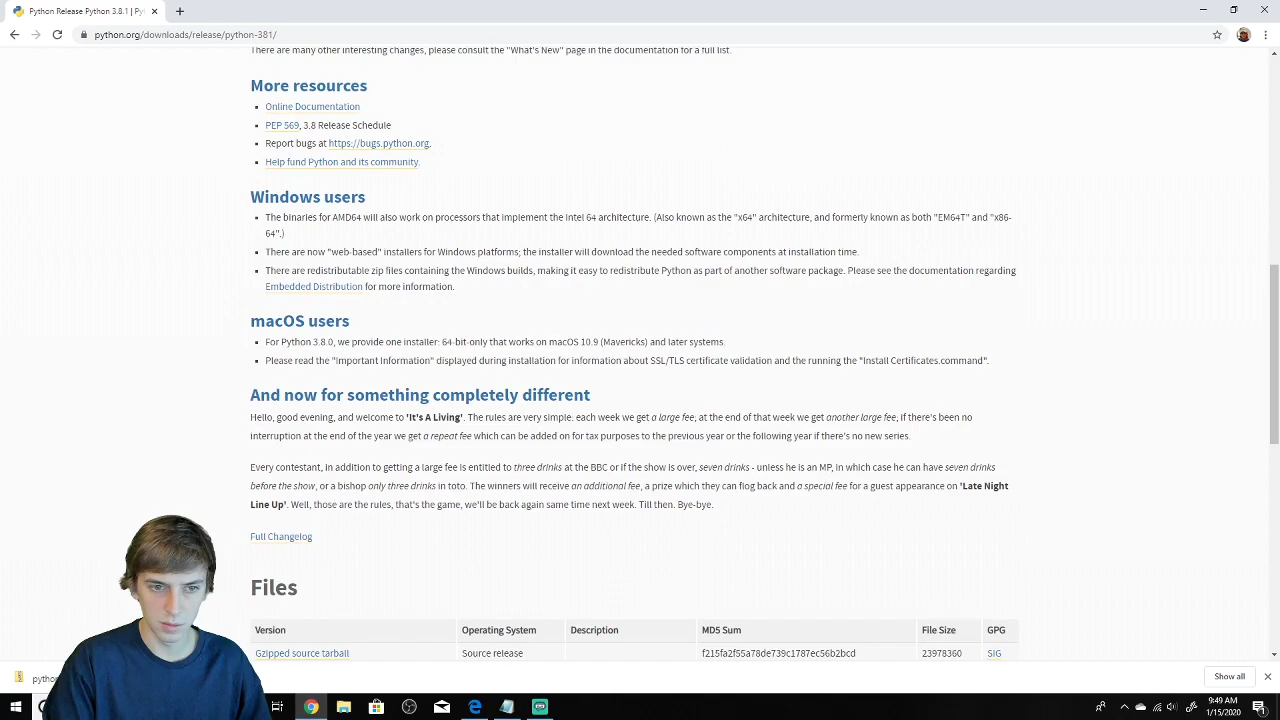 Python Release Python 3.8.1 | Py
python.org/downloads/release/python-381/
There are many other interesting changes, please consult the "What's New" page in the documentation for a full list.
More resources
Online Documentation
PEP 569, 3.8 Release Schedule
Report bugs at https://bugs.python.org.
Help fund Python and its community.
Windows users
The binaries for AMD64 will also work on processors that implement the Intel 64 architecture. (Also known as the "x64" architecture, and formerly known as both "EM64T" and "x86-
64".)
There are now "web-based" installers for Windows platforms; the installer will download the needed software components at installation time.
There are redistributable zip files containing the Windows builds, making it easy to redistribute Python as part of another software package. Please see the documentation regarding
Embedded Distribution for more information.
macOS users
For Python 3.8.0, we provide one installer: 64-bit-only that works on macOS 10.9 (Mavericks) and later systems.
Please read the "Important Information" displayed during installation for information about SSL/TLS certificate validation and the running the "Install Certificates.command".
And now for something completely different
Hello, good evening, and welcome to 'It's A Living'. The rules are very simple: each week we get a large fee; at the end of that week we get another large fee; if there's been no
interruption at the end of the year we get a repeat fee which can be added on for tax purposes to the previous year or the following year if there's no new series.
Every contestant, in addition to getting a large fee is entitled to three drinks at the BBC or if the show is over, seven drinks - unless he is an MP, in which case he can have seven drinks
before the show, or a bishop only three drinks in toto. The winners will receive an additional fee, a prize which they can flog back and a special fee for a guest appearance on 'Late Night
Line Up'. Well, those are the rules, that's the game, we'll be back again same time next week. Till then. Bye-bye.
Full Changelog
Files
Version Operating System Description MD5 Sum File Size GPG
Gzipped source tarball Source release f215fa2f55a78de739c1787ec56b2bcd 23978360 SIG
Show all
9:49 AM
1/15/2020